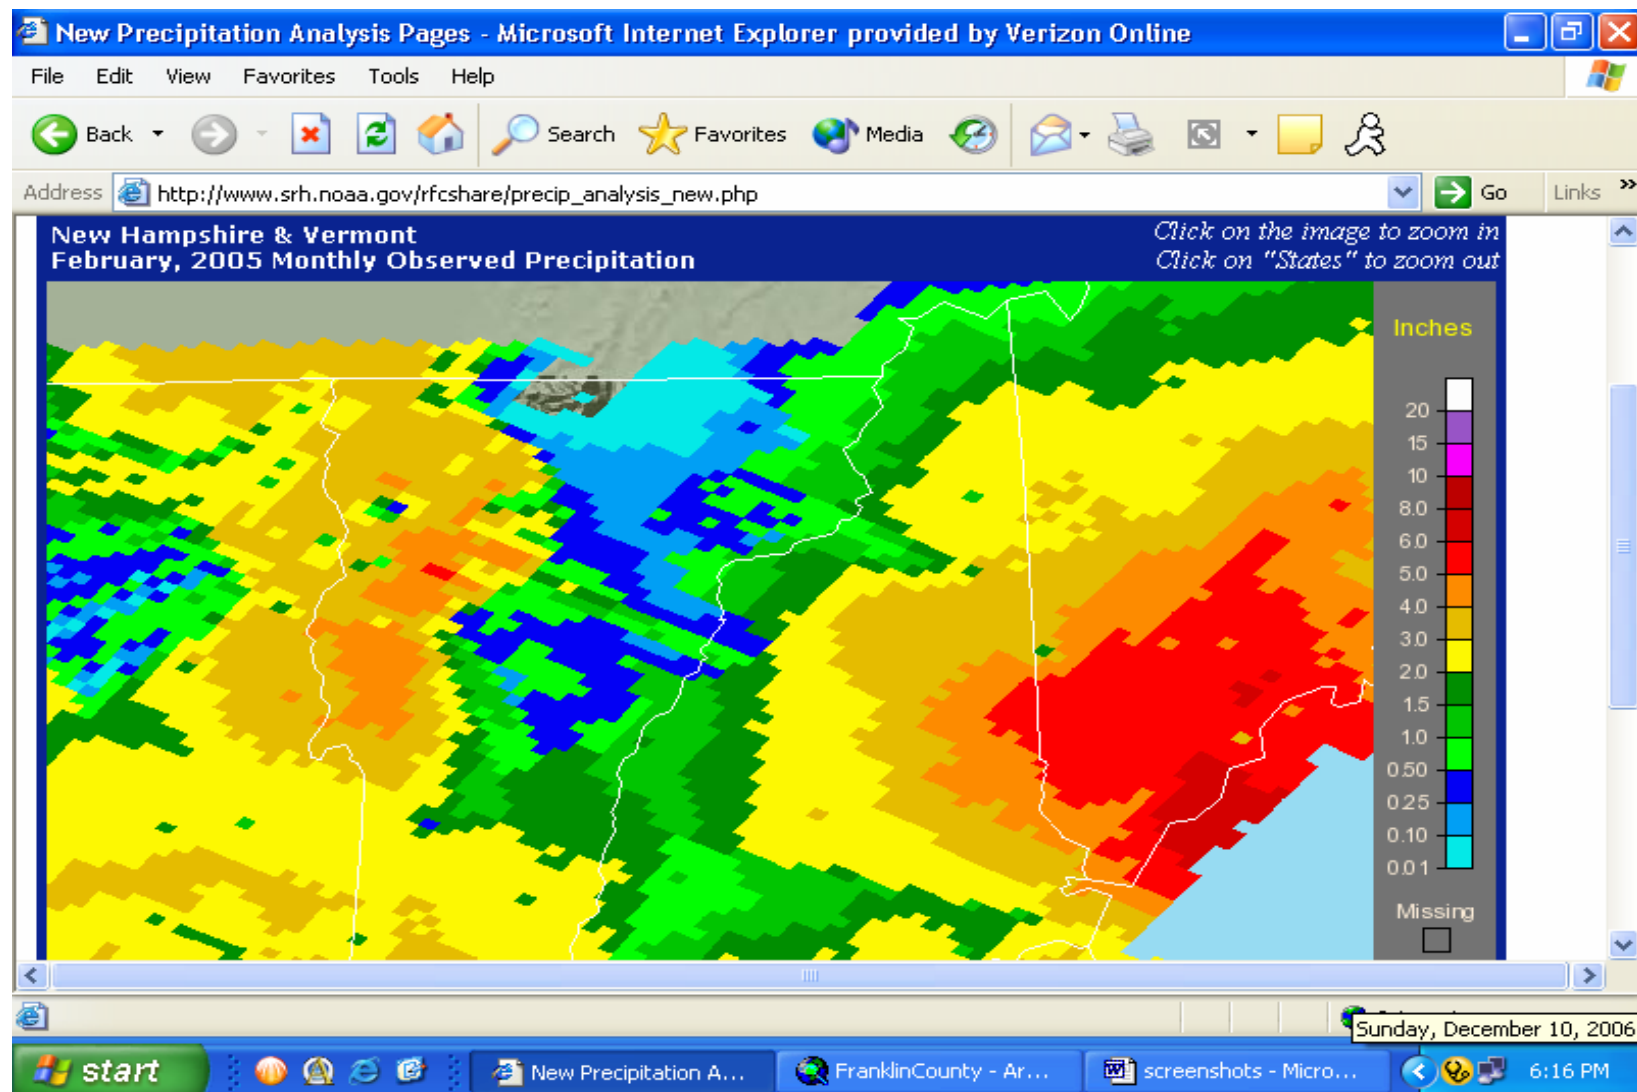 New Precipitation Analysis Pages - Microsoft Internet Explorer provided by Verizon Online
File Edit View Favorites Tools Help
Back Search Favorites Media
Address http://www.srh.noaa.gov/rfcshare/precip_analysis_new.php Go Links »
New Hampshire & Vermont
February, 2005 Monthly Observed Precipitation
Click on the image to zoom in
Click on "States" to zoom out
Inches
20
15
10
8.0
6.0
5.0
4.0
3.0
2.0
1.5
1.0
0.50
0.25
0.10
0.01
Missing
Sunday, December 10, 2006
start New Precipitation A... FranklinCounty - Ar... screenshots - Micro... 6:16 PM